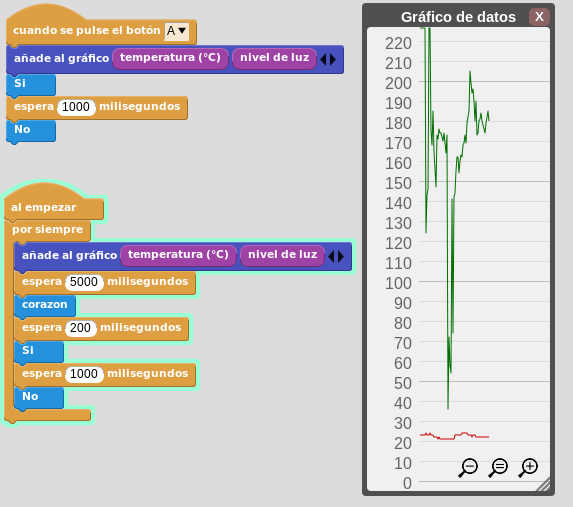 cuando se pulse el botón A
añade al gráfico temperatura (°C) nivel de luz
Si
espera 1000 milisegundos
No
al empezar
por siempre
añade al gráfico temperatura (°C) nivel de luz
espera 5000 milisegundos
corazon
espera 200 milisegundos
Si
espera 1000 milisegundos
No
Gráfico de datos X
220
210
200
190
180
170
160
150
140
130
120
110
100
90
80
70
60
50
40
30
20
10
0